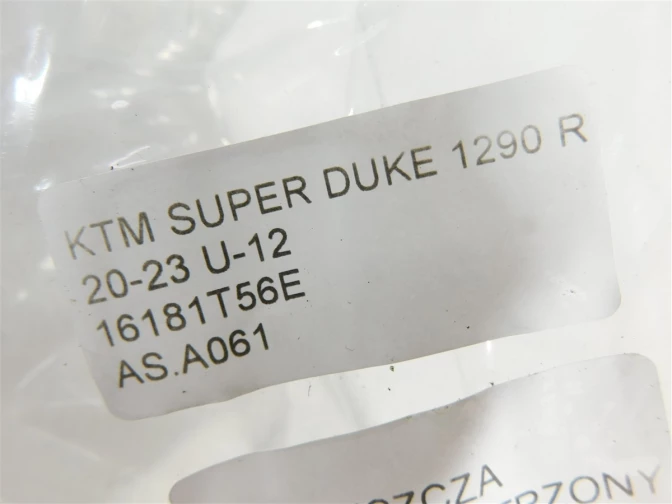 KTM SUPER DUKE 1290 R
20-23 U-12
16181T56E
AS.A061